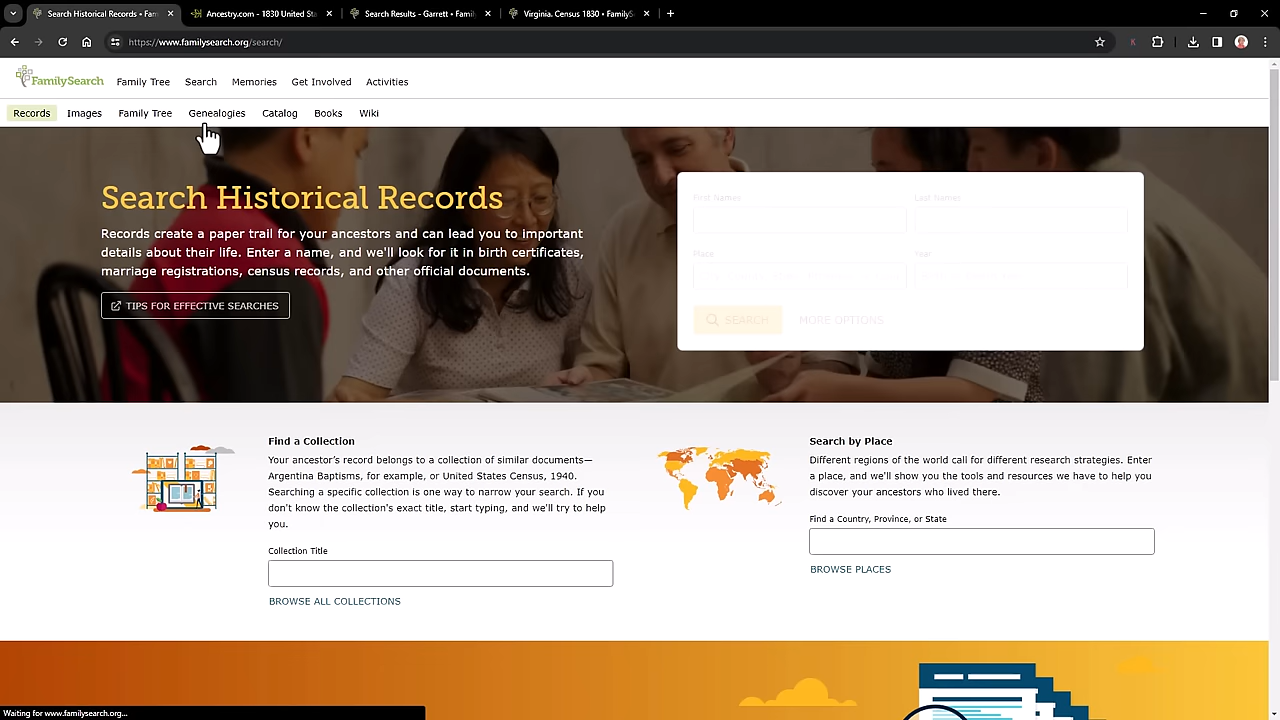 Search Historical Records • Fam
Ancestry.com - 1830 United Sta
Search Results - Garrett • Famil
Virginia. Census 1830 • FamilyS
https://www.familysearch.org/search/
FamilySearch
Family Tree
Search
Memories
Get Involved
Activities
Records
Images
Family Tree
Genealogies
Catalog
Books
Wiki
Search Historical Records
Records create a paper trail for your ancestors and can lead you to important
details about their life. Enter a name, and we'll look for it in birth certificates,
marriage registrations, census records, and other official documents.
TIPS FOR EFFECTIVE SEARCHES
First Names
Last Names
Place
Year
SEARCH
MORE OPTIONS
Find a Collection
Your ancestor's record belongs to a collection of similar documents—
Argentina Baptisms, for example, or United States Census, 1940.
Searching a specific collection is one way to narrow your search. If you
don't know the collection's exact title, start typing, and we'll try to help
you.
Collection Title
BROWSE ALL COLLECTIONS
Search by Place
Different regions of the world call for different research strategies. Enter
a place, and we'll show you the tools and resources we have to help you
discover your ancestors who lived there.
Find a Country, Province, or State
BROWSE PLACES
Waiting for www.familysearch.org...